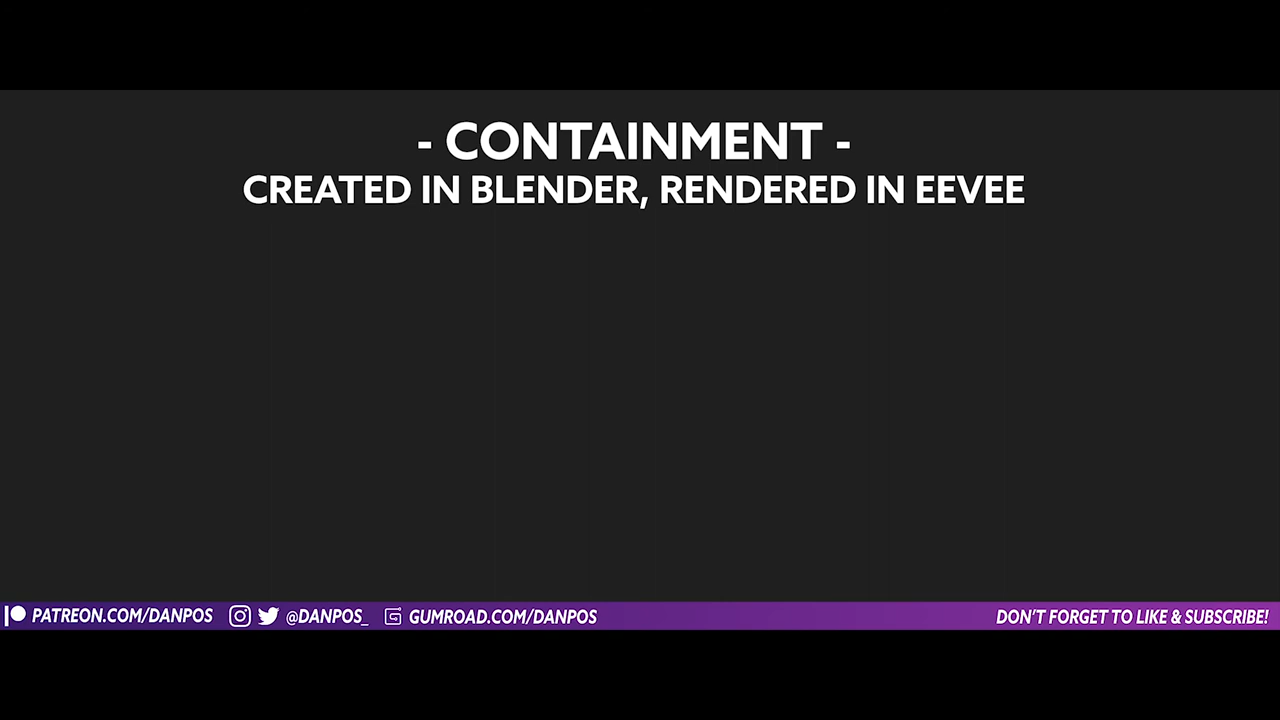 - CONTAINMENT -
CREATED IN BLENDER, RENDERED IN EEVEE
PATREON.COM/DANPOS @DANPOS_ GUMROAD.COM/DANPOS DON'T FORGET TO LIKE & SUBSCRIBE!